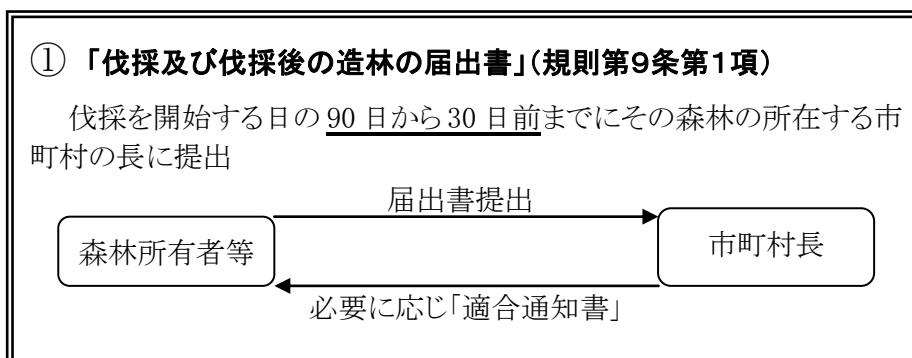 ① 「伐採及び伐採後の造林の届出書」(規則第9条第1項)
伐採を開始する日の 90 日から 30 日前までにその森林の所在する市
町村の長に提出
届出書提出
森林所有者等
市町村長
必要に応じ「適合通知書」